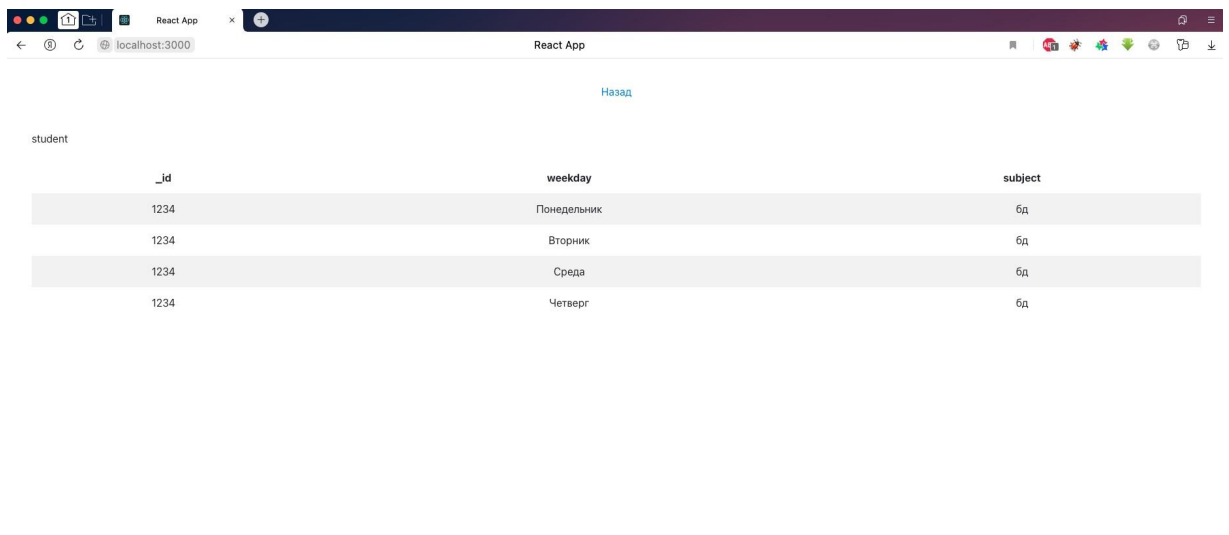 1 React App × +
Я localhost:3000 React App
Назад
student
_id weekday subject
1234 Понедельник бд
1234 Вторник бд
1234 Среда бд
1234 Четверг бд